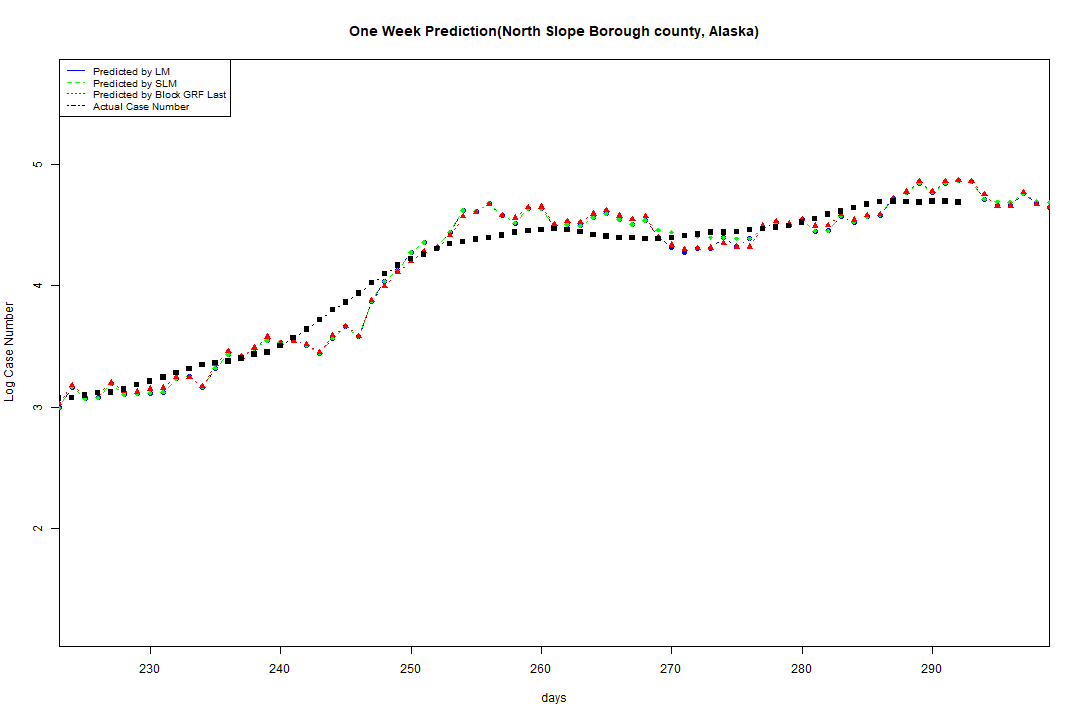 One Week Prediction(North Slope Borough county, Alaska)
Predicted by LM
Predicted by SLM
Predicted by Block GRF Last
Actual Case Number
5
4
3
2
Log Case Number
230 240 250 260 270 280 290
days